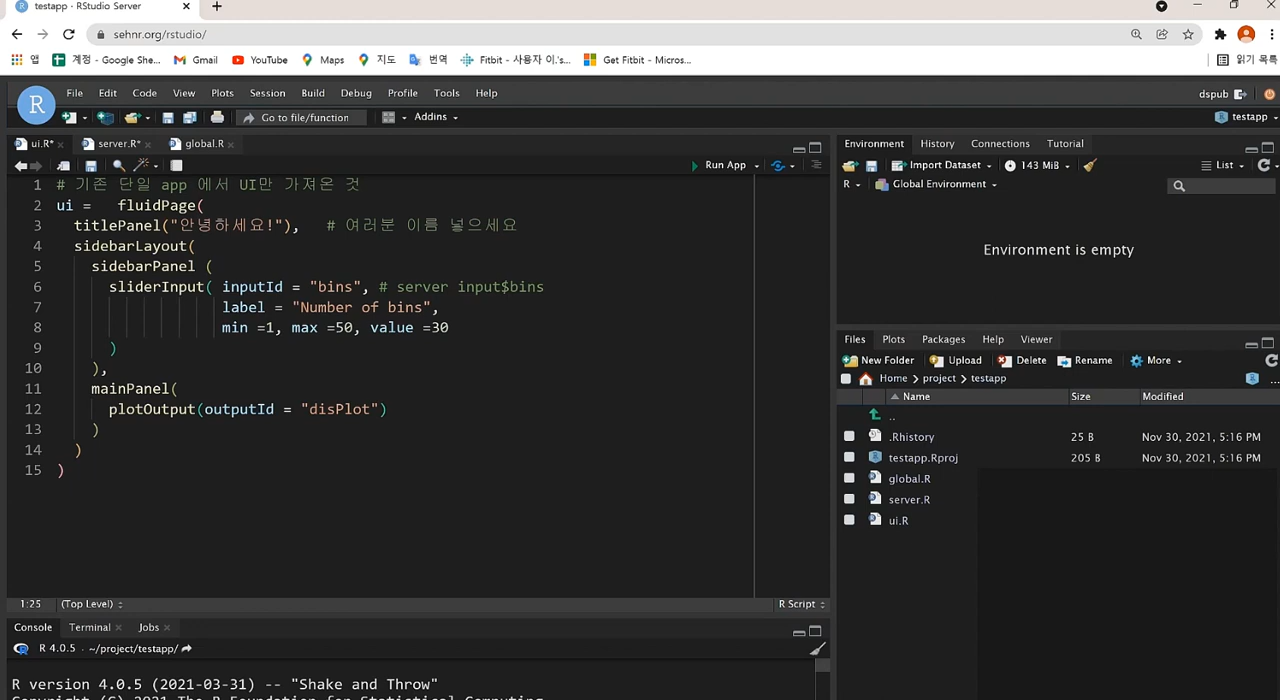 testapp - RStudio Server
sehnr.org/rstudio/
앱 계정 - Google She... Gmail YouTube Maps 지도 번역 Fitbit - 사용자 이,'s... Get Fitbit - Micros... 읽기 목록
R File Edit Code View Plots Session Build Debug Profile Tools Help dspub
Go to file/function Addins testapp
ui.R* server.R* global.R
Run App
1 # 기존 단일 app 에서 UI만 가져온 것
2 ui = fluidPage(
3 titlePanel("안녕하세요!"), # 여러분 이름 넣으세요
4 sidebarLayout(
5 sidebarPanel (
6 sliderInput( inputId = "bins", # server input$bins
7 label = "Number of bins",
8 min =1, max =50, value =30
9 )
10 ),
11 mainPanel(
12 plotOutput(outputId = "disPlot")
13 )
14 )
15 )
1:25 (Top Level) R Script
Console Terminal Jobs
R 4.0.5 · ~/project/testapp/
R version 4.0.5 (2021-03-31) -- "Shake and Throw"
Copyright (C) 2021 The R Foundation for Statistical Computing
Environment History Connections Tutorial
Import Dataset 143 MiB List
R Global Environment
Environment is empty
Files Plots Packages Help Viewer
New Folder Upload Delete Rename More
Home project testapp
Name Size Modified
..
.Rhistory 25 B Nov 30, 2021, 5:16 PM
testapp.Rproj 205 B Nov 30, 2021, 5:16 PM
global.R
server.R
ui.R